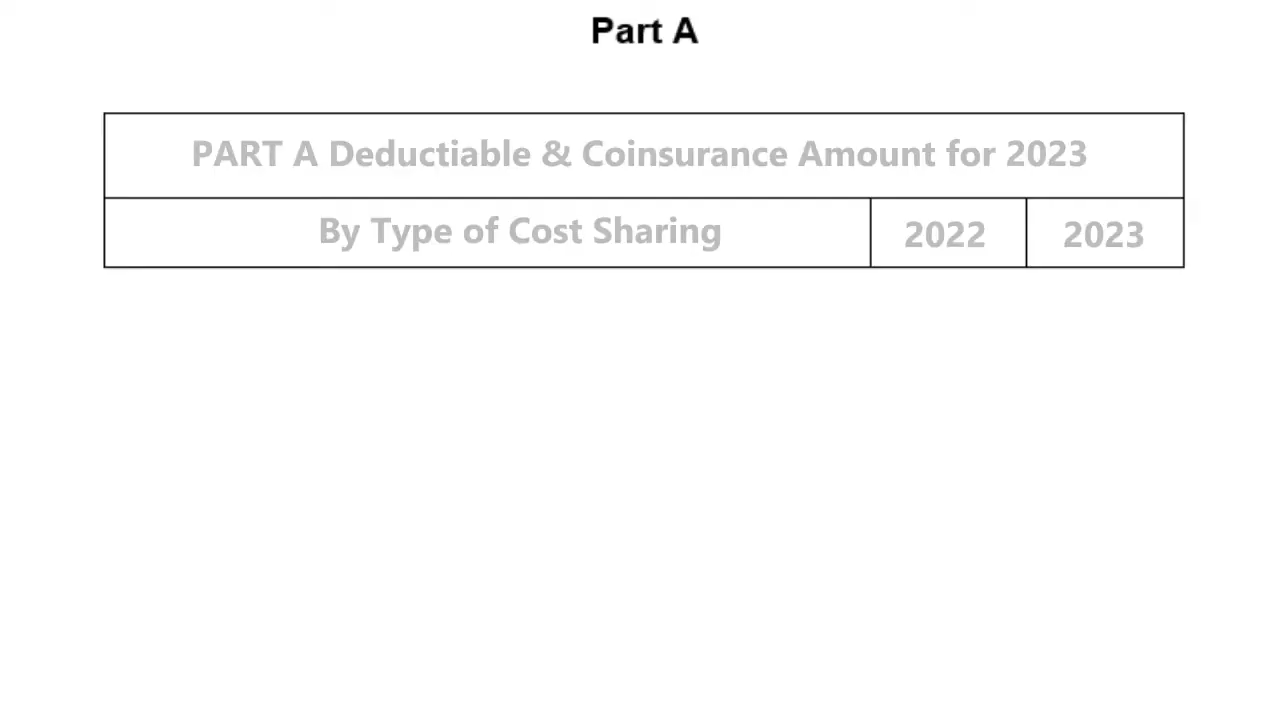 Part A
PART A Deductiable & Coinsurance Amount for 2023
By Type of Cost Sharing 2022 2023